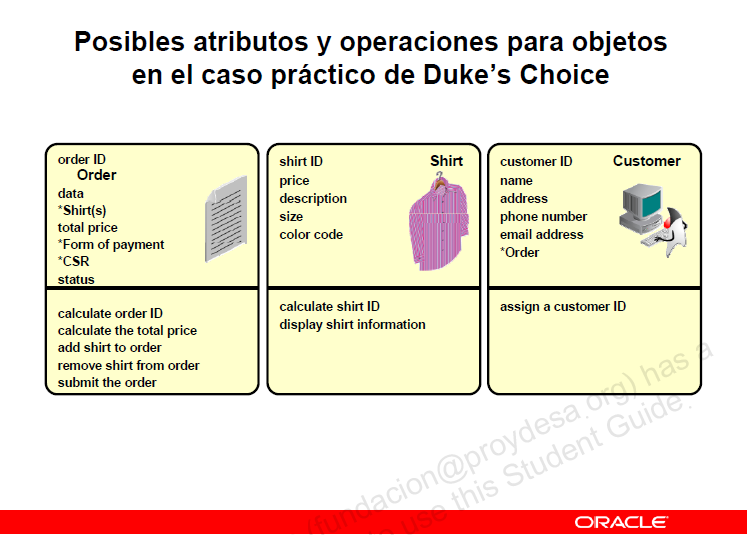 Posibles atributos y operaciones para objetos
en el caso práctico de Duke's Choice
order ID
Order
data
*Shirt(s)
total price
*Form of payment
*CSR
status
calculate order ID
calculate the total price
add shirt to order
remove shirt from order
submit the order
Shirt
shirt ID
price
description
size
color code
calculate shirt ID
display shirt information
Customer
customer ID
name
address
phone number
email address
*Order
assign a customer ID
(fundacion@proydesa.org) has a
to use this Student Guide.
ORACLE